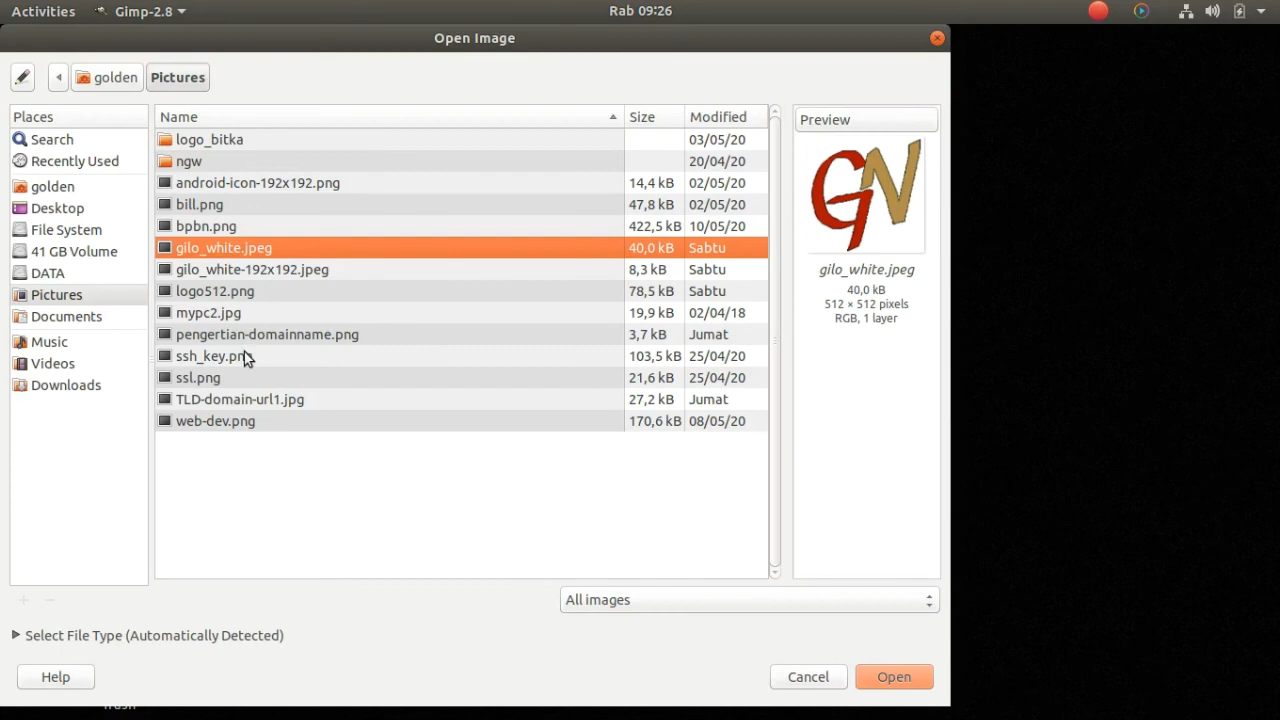 Activities Gimp-2.8 Rab 09:26
Open Image
golden Pictures
Places Name Size Modified Preview
Search
Recently Used
golden
Desktop
File System
41 GB Volume
DATA
Pictures
Documents
Music
Videos
Downloads
logo_bitka 03/05/20
ngw 20/04/20
android-icon-192x192.png 14,4 kB 02/05/20
bill.png 47,8 kB 02/05/20
bpbn.png 422,5 kB 10/05/20
gilo_white.jpeg 40,0 kB Sabtu
gilo_white-192x192.jpeg 8,3 kB Sabtu
logo512.png 78,5 kB Sabtu
mypc2.jpg 19,9 kB 02/04/18
pengertian-domainname.png 3,7 kB Jumat
ssh_key.png 103,5 kB 25/04/20
ssl.png 21,6 kB 25/04/20
TLD-domain-url1.jpg 27,2 kB Jumat
web-dev.png 170,6 kB 08/05/20
GN
gilo_white.jpeg
40,0 kB
512 × 512 pixels
RGB, 1 layer
All images
Select File Type (Automatically Detected)
Help Cancel Open
Trash